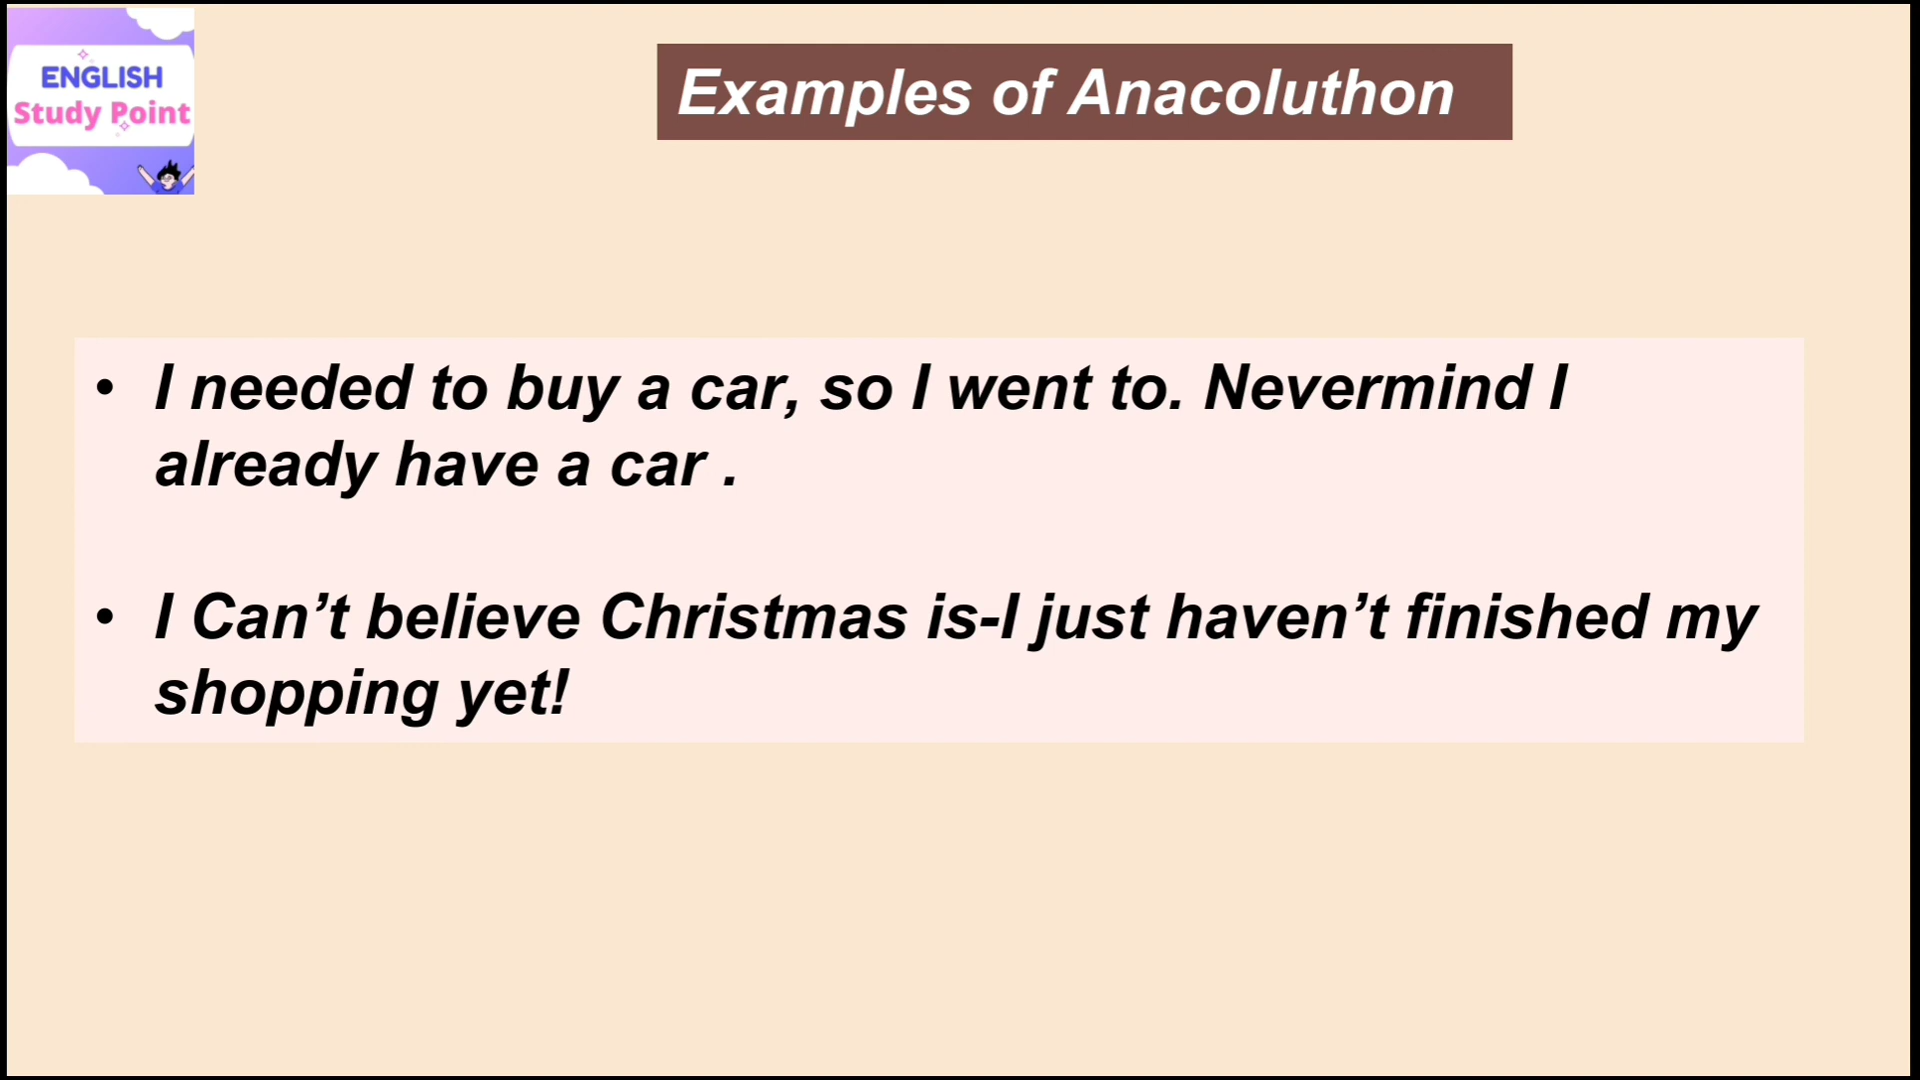 ENGLISH
Study Point
Examples of Anacoluthon
• I needed to buy a car, so I went to. Nevermind I
already have a car .
• I Can’t believe Christmas is-I just haven’t finished my
shopping yet!